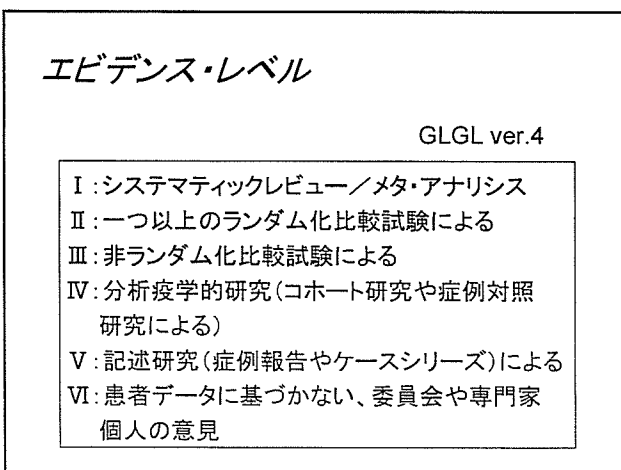 エビデンス・レベル
GLGL ver.4
Ⅰ:システマティックレビュー/メタ・アナリシス
Ⅱ:一つ以上のランダム化比較試験による
Ⅲ:非ランダム化比較試験による
Ⅳ:分析疫学的研究(コホート研究や症例対照
研究による)
Ⅴ:記述研究(症例報告やケースシリーズ)による
Ⅵ:患者データに基づかない、委員会や専門家
個人の意見